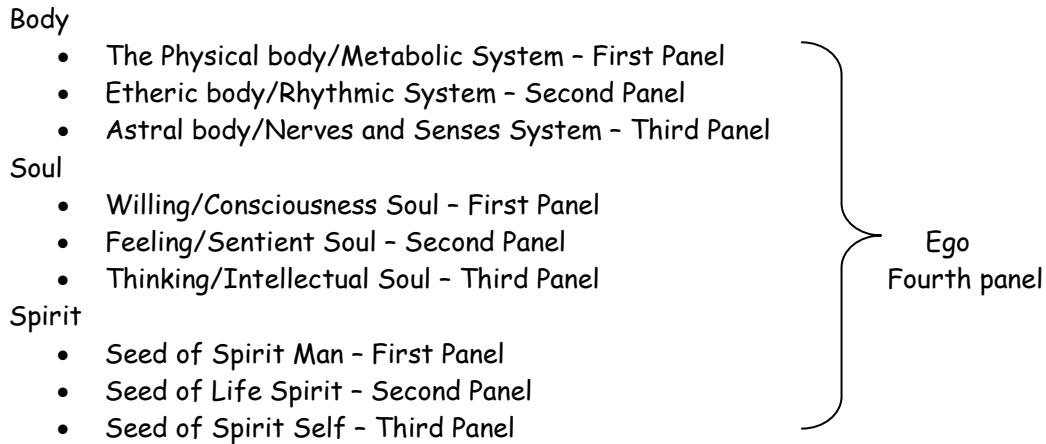 Body
• The Physical body/Metabolic System – First Panel
• Etheric body/Rhythmic System – Second Panel
• Astral body/Nerves and Senses System – Third Panel
Soul
• Willing/Consciousness Soul – First Panel
• Feeling/Sentient Soul – Second Panel
• Thinking/Intellectual Soul – Third Panel
Spirit
• Seed of Spirit Man – First Panel
• Seed of Life Spirit – Second Panel
• Seed of Spirit Self – Third Panel
Ego
Fourth panel